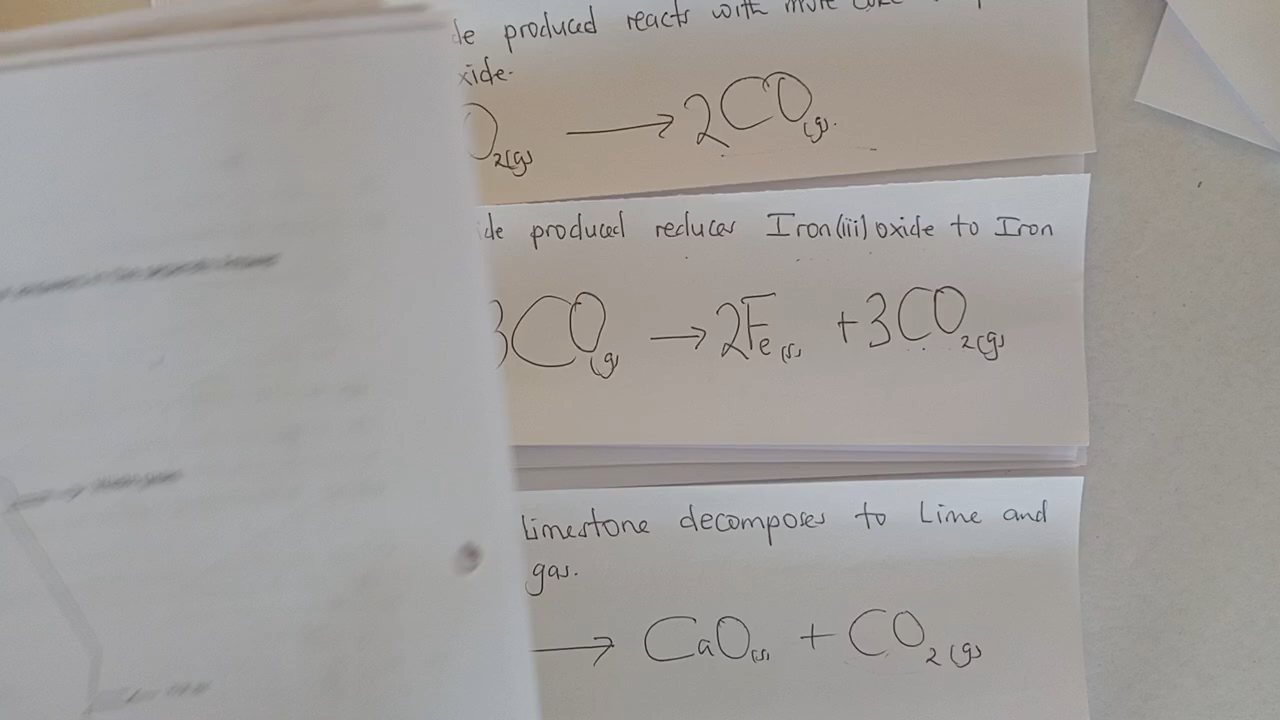 produced reacts with more
xide.
O2(g) → 2CO(g).
de produced reduces Iron(iii) oxide to Iron
3CO(g) → 2Fe(s) + 3CO2(g)
Limestone decomposes to Lime and
gas.
→ CaO(s) + CO2(g)